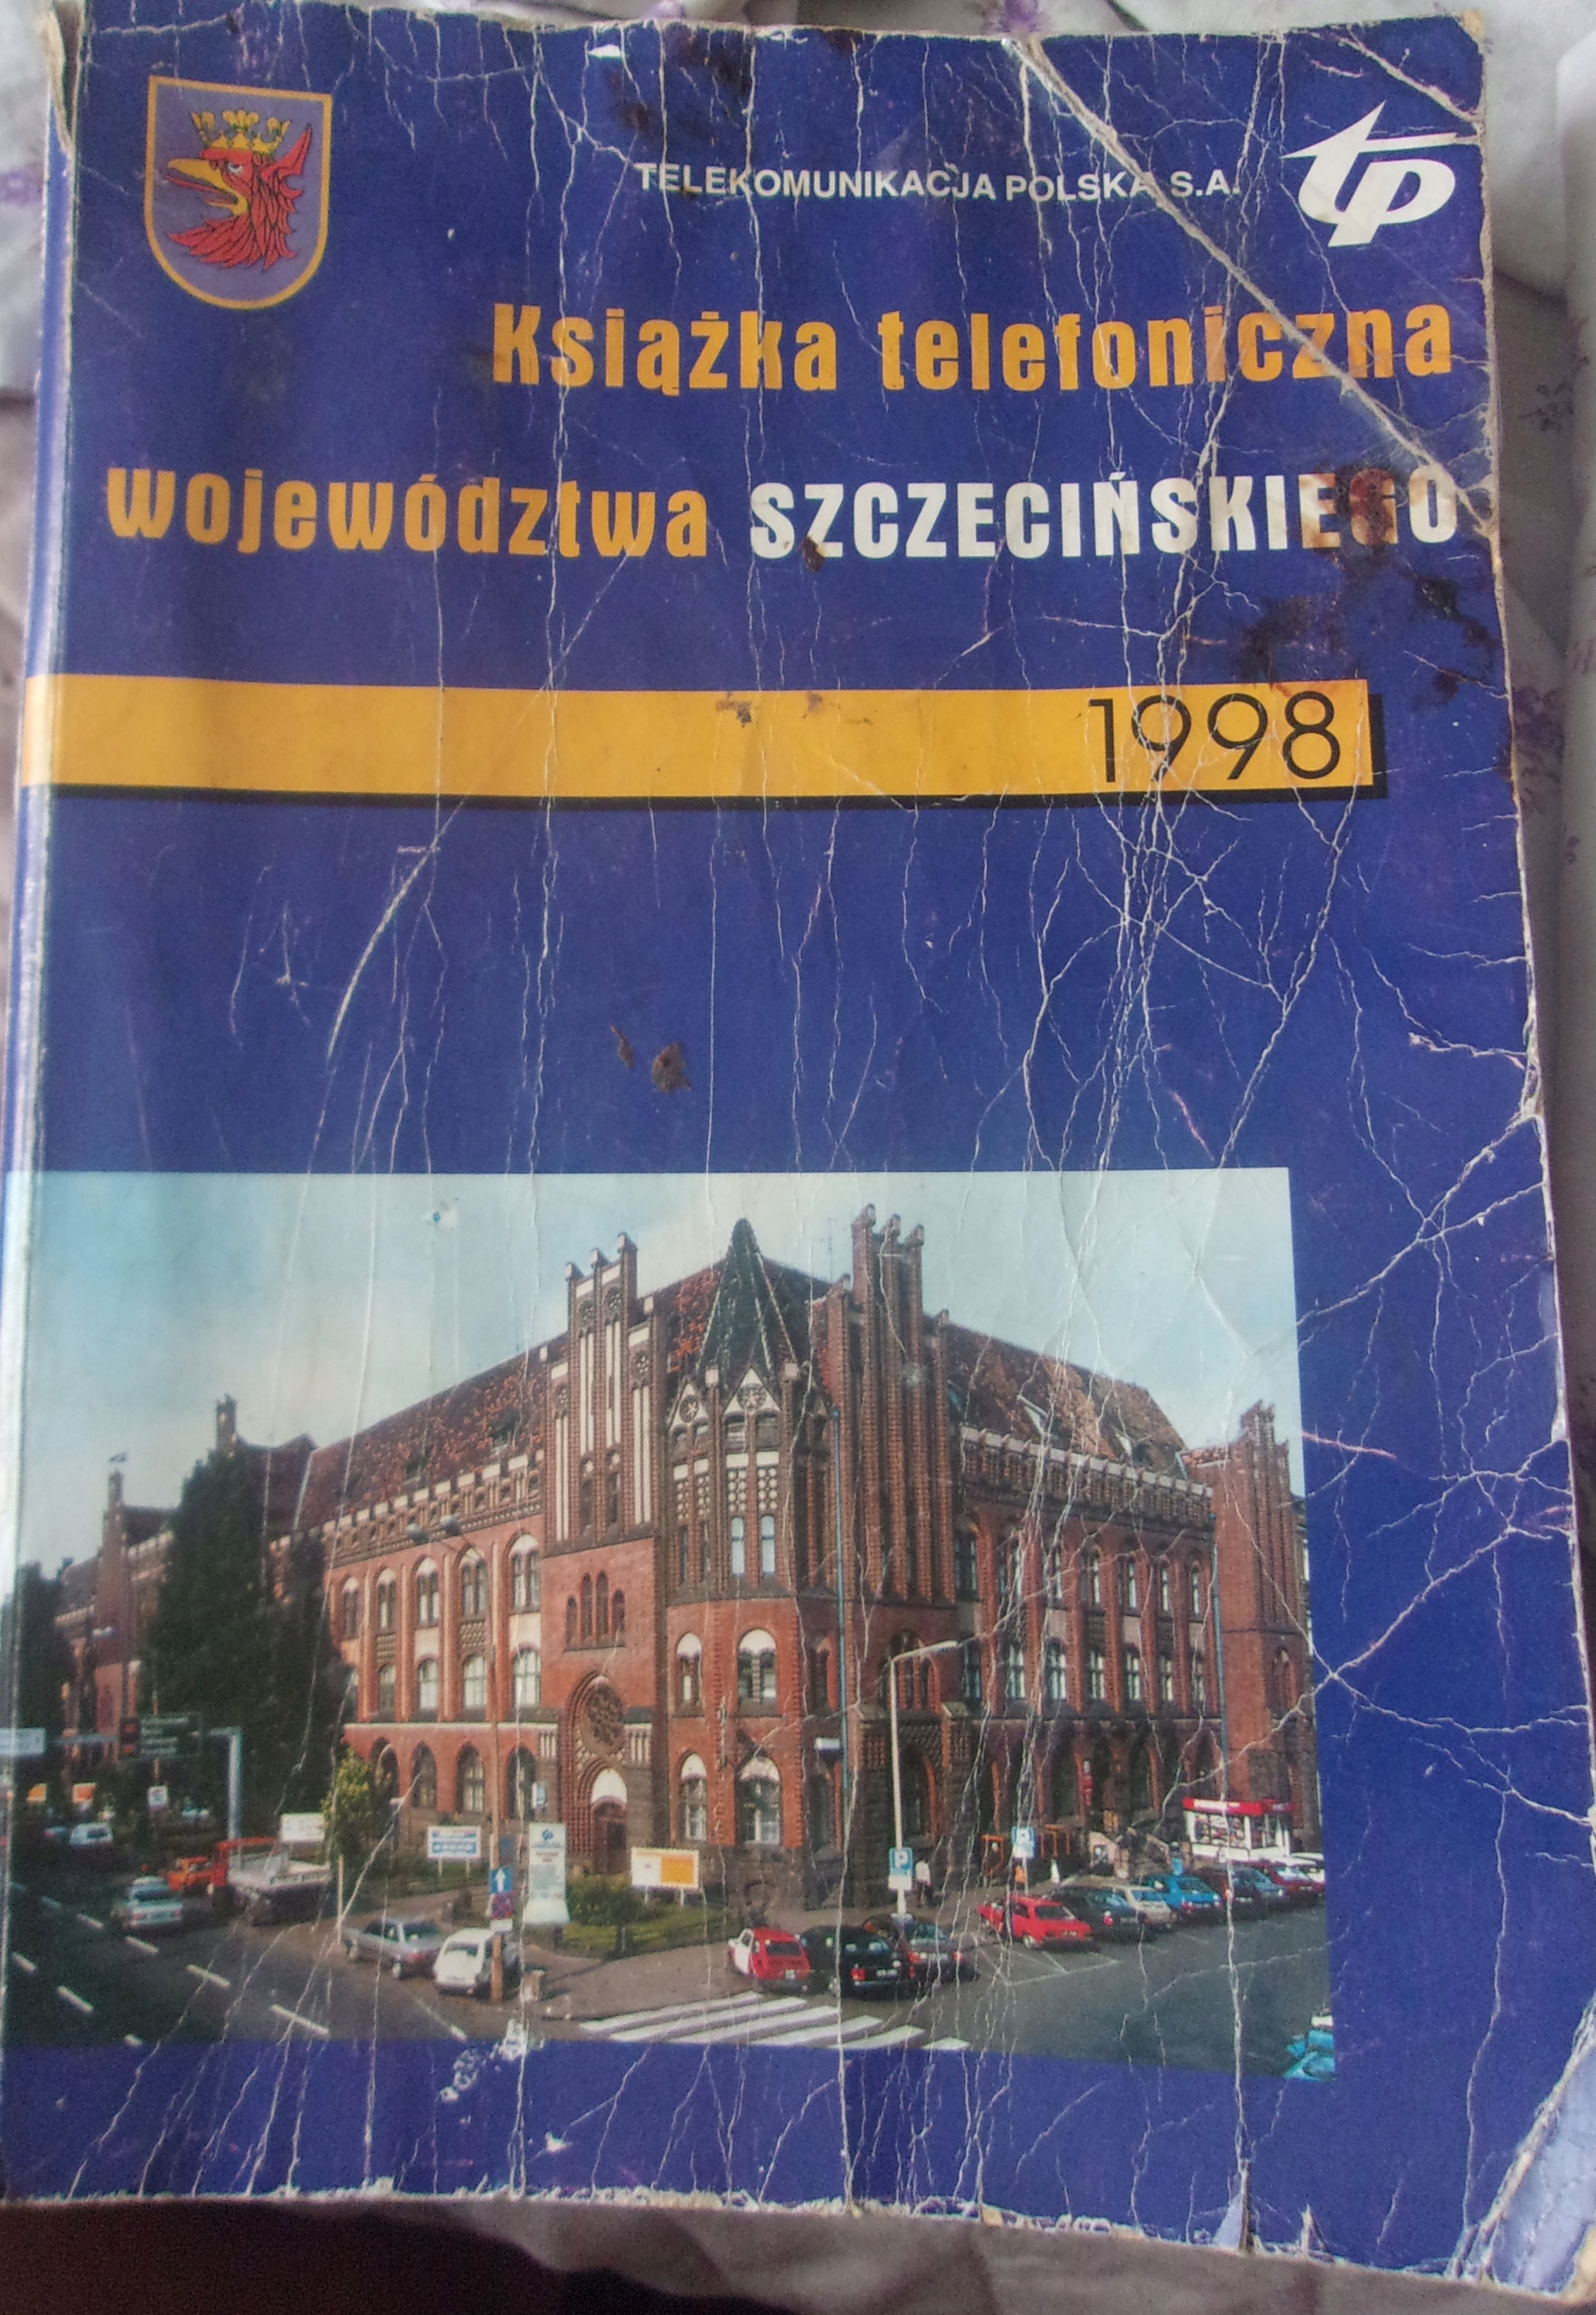 TELEKOMUNIKACJA POLSKA S.A. tp
Książka telefoniczna
województwa SZCZECIŃSKIEGO
1998
P
P